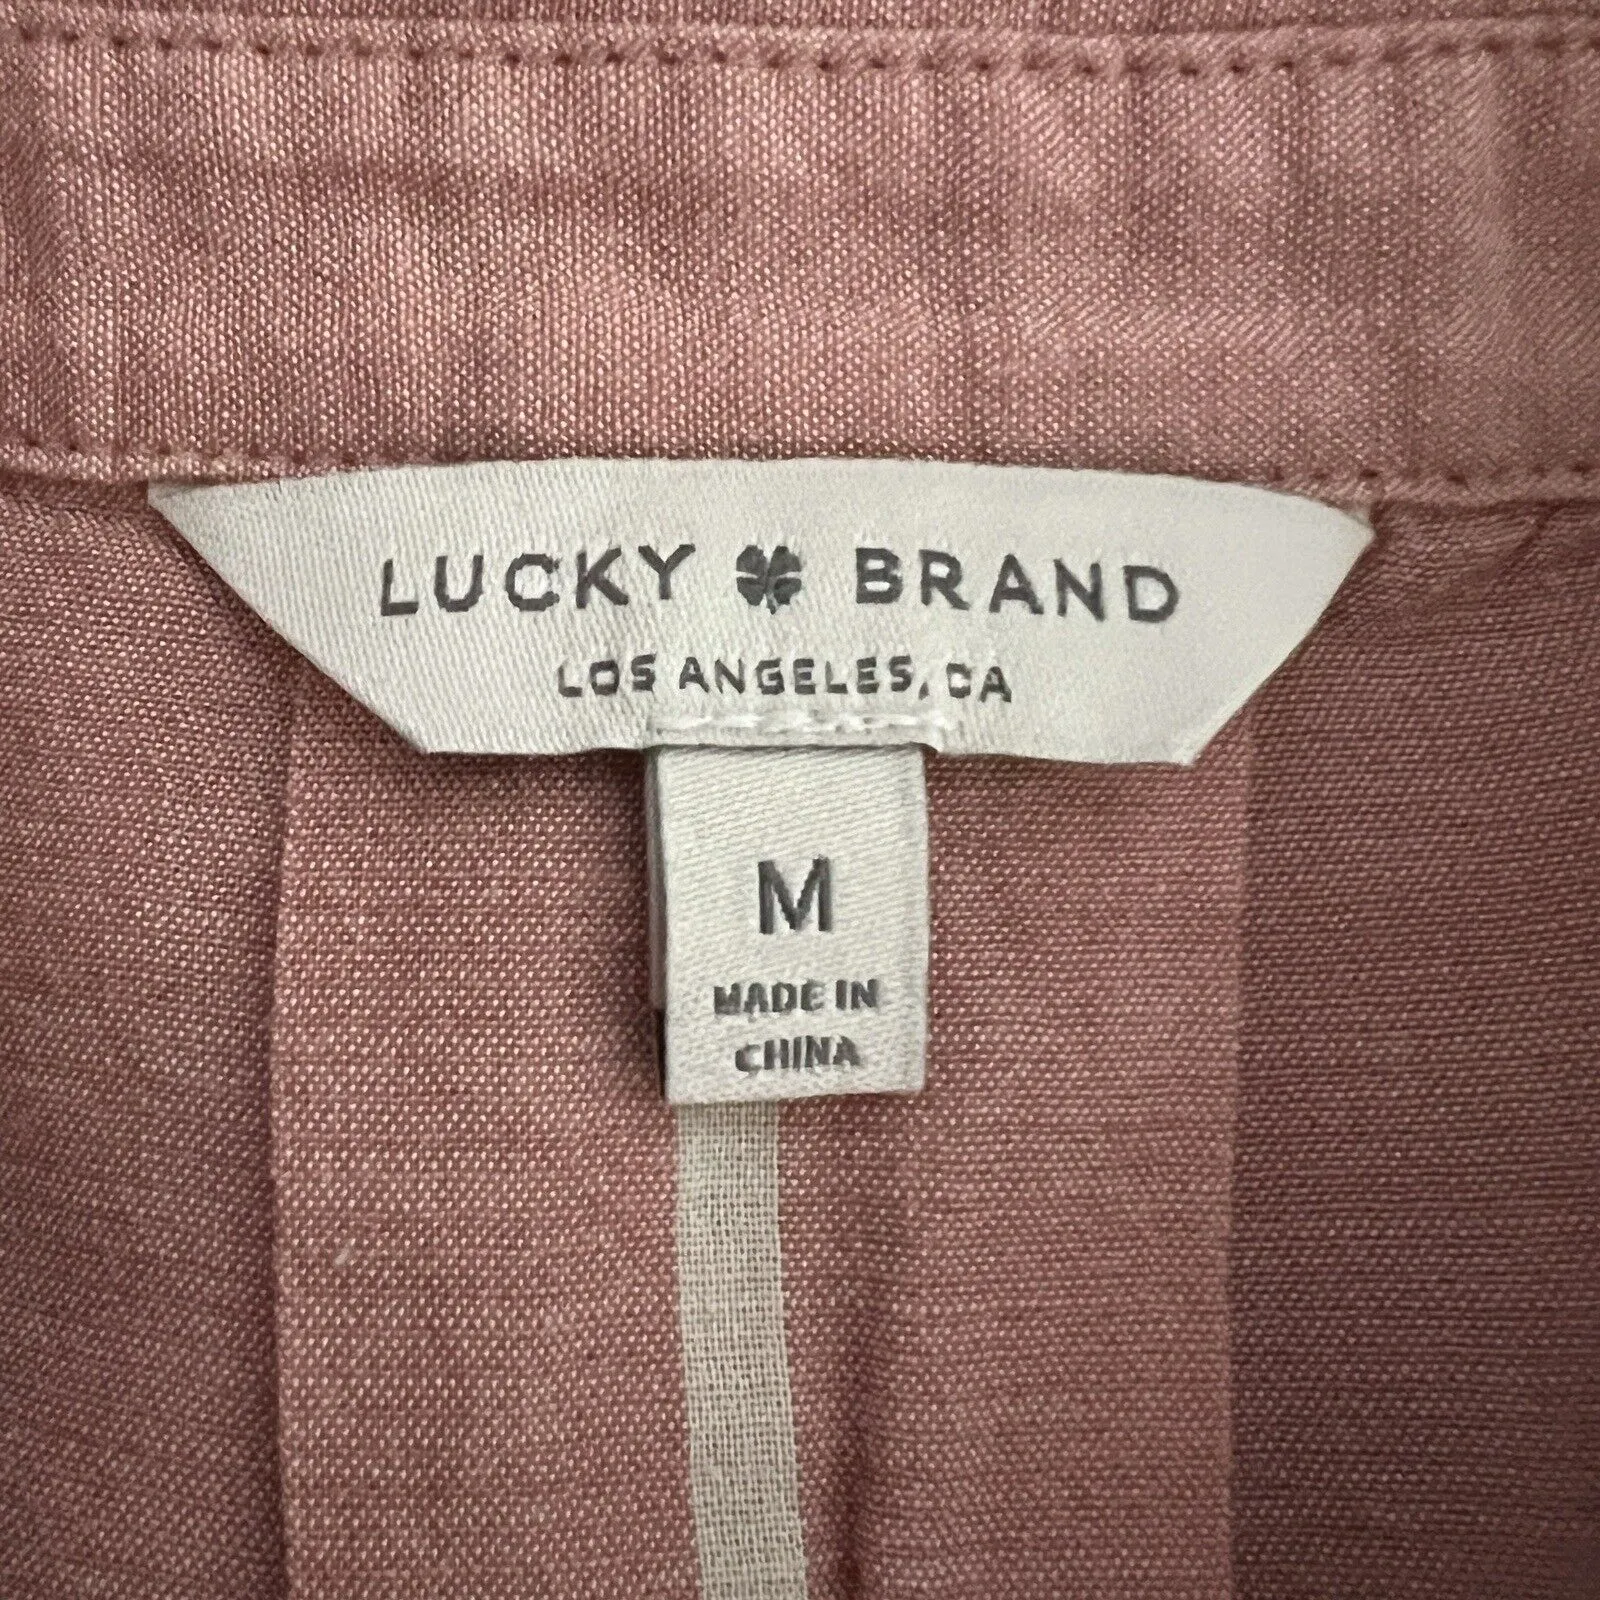 LUCKY BRAND
LOS ANGELES, CA
M
MADE IN
CHINA